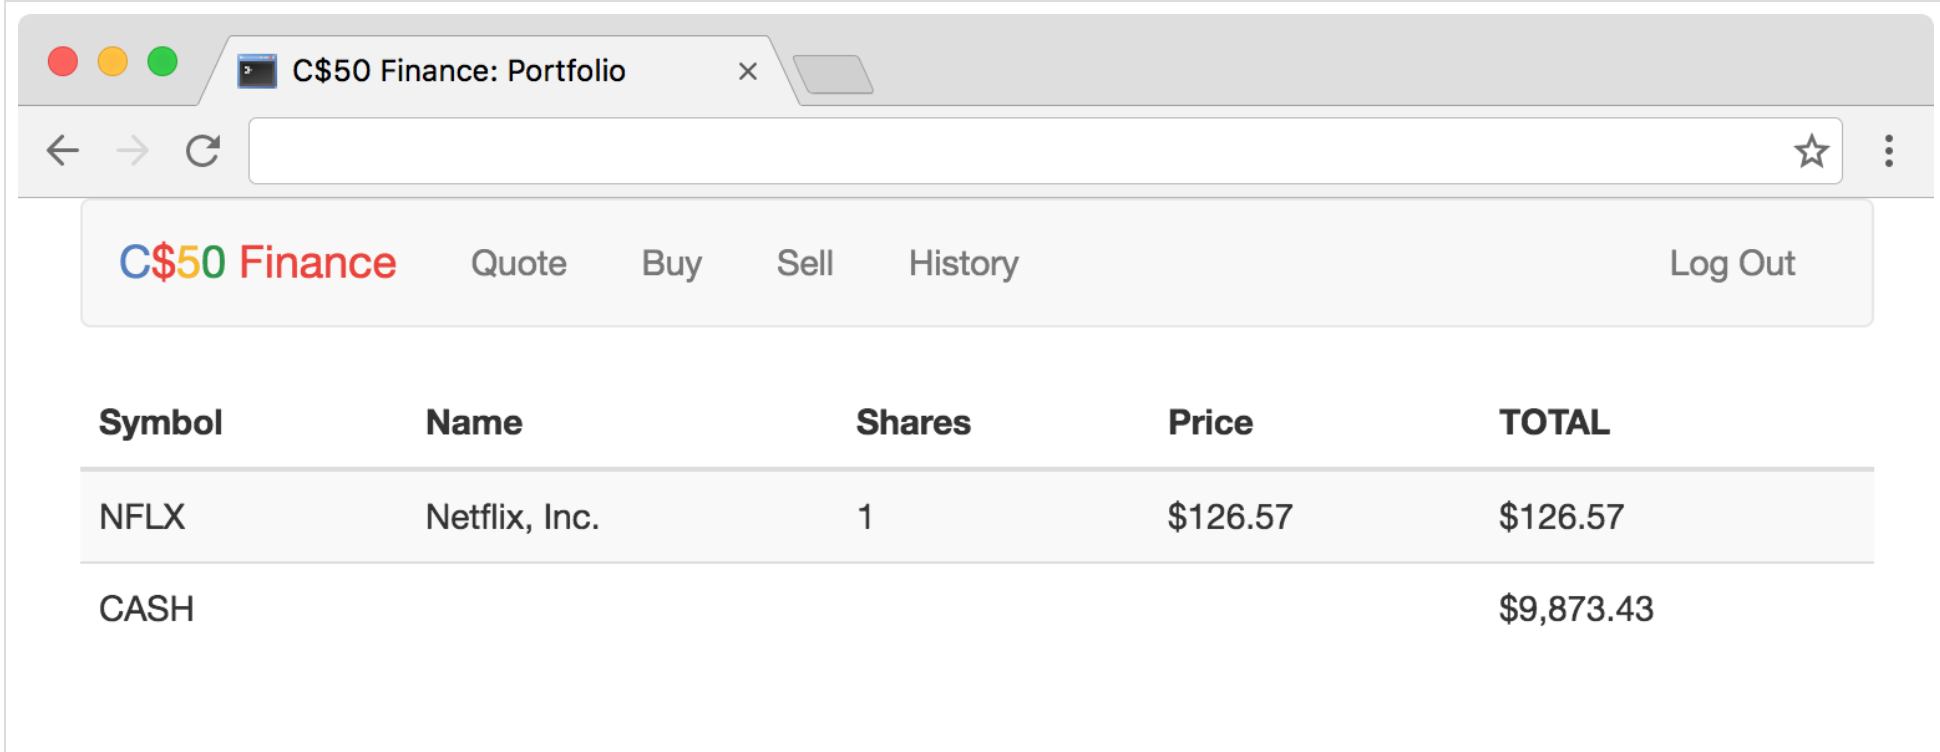 C$50 Finance: Portfolio
C$50 Finance Quote Buy Sell History Log Out
Symbol Name Shares Price TOTAL
NFLX Netflix, Inc. 1 $126.57 $126.57
CASH $9,873.43